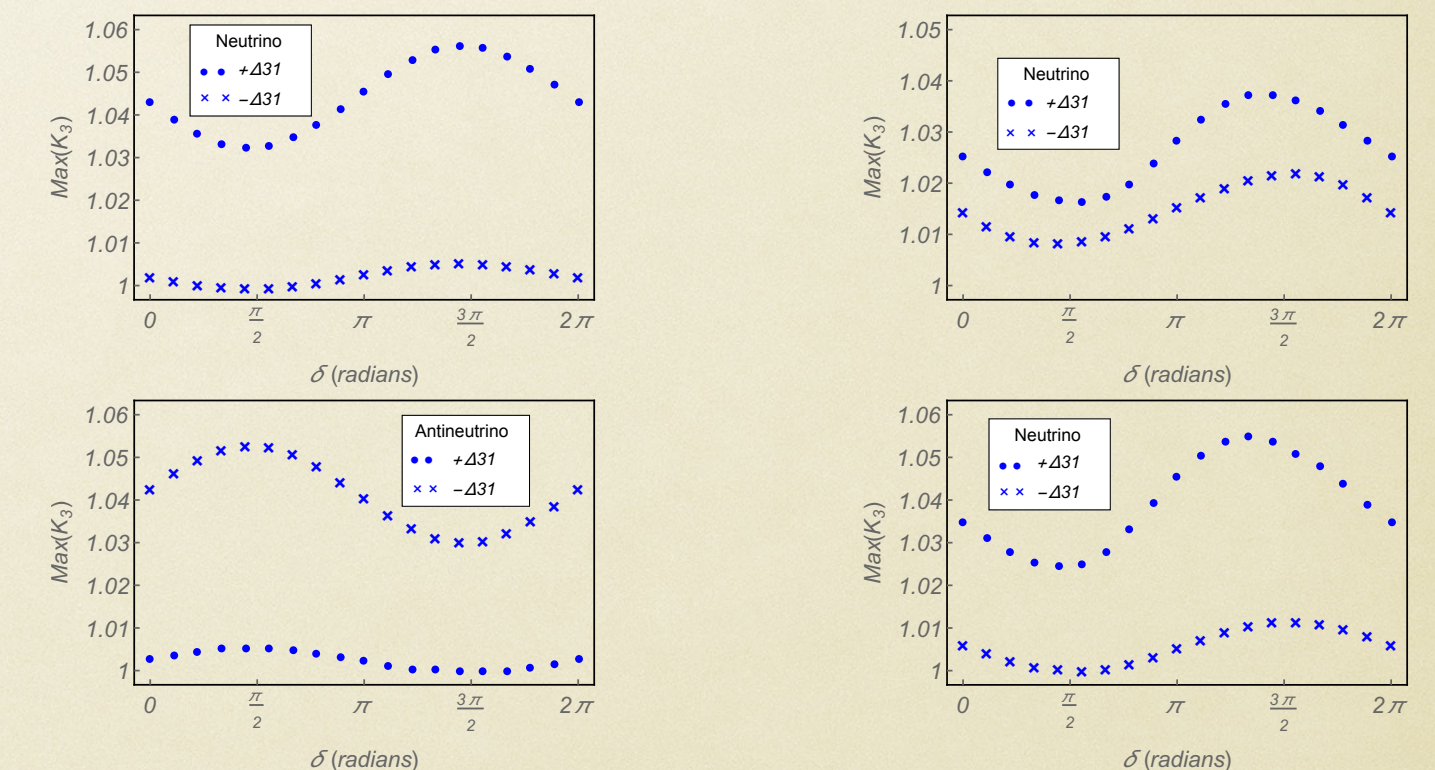 1.06
1.05
1.04
1.03
1.02
1.01
1
Max(K3)
Neutrino
+Δ31
−Δ31
0
π/2
π
3π/2
2π
δ (radians)
1.05
1.04
1.03
1.02
1.01
1
Max(K3)
Neutrino
+Δ31
−Δ31
0
π/2
π
3π/2
2π
δ (radians)
1.06
1.05
1.04
1.03
1.02
1.01
1
Max(K3)
Antineutrino
+Δ31
−Δ31
0
π/2
π
3π/2
2π
δ (radians)
1.06
1.05
1.04
1.03
1.02
1.01
1
Max(K3)
Neutrino
+Δ31
−Δ31
0
π/2
π
3π/2
2π
δ (radians)